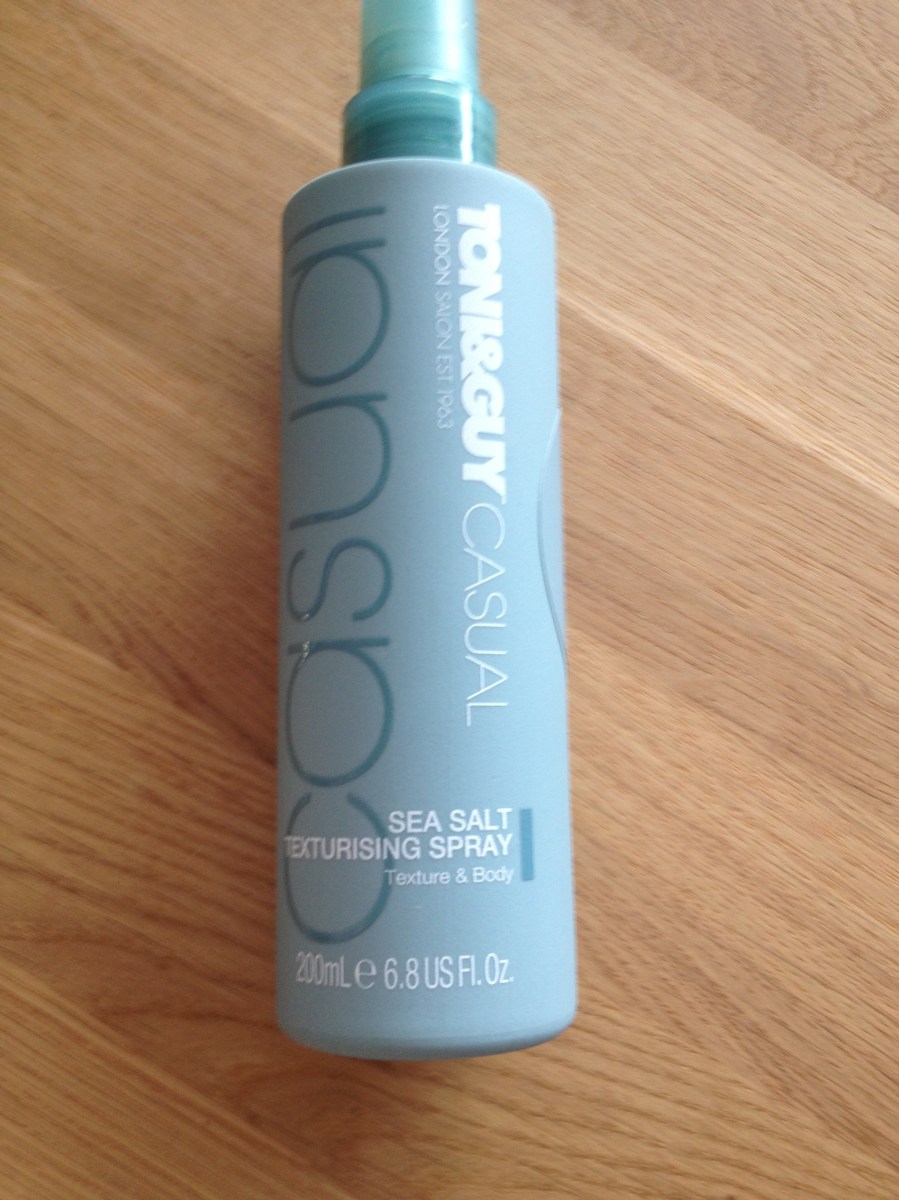 casual
TONI&GUY CASUAL
LONDON SALON EST 1963
SEA SALT
TEXTURISING SPRAY
Texture & Body
200mL e 6.8 US Fl. Oz.